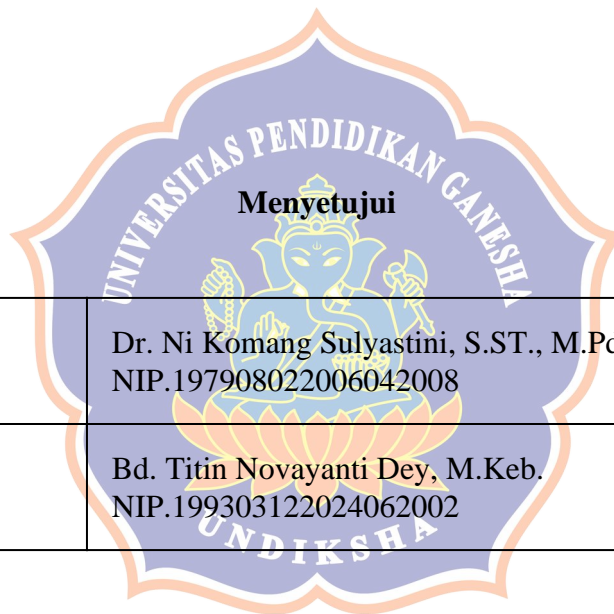 UNIVERSITAS PENDIDIKAN GANESHA
Menyetujui
Dr. Ni Komang Sulyastini, S.ST., M.Pd
NIP.197908022006042008
Bd. Titin Novayanti Dey, M.Keb.
NIP.199303122024062002
UNDIKSHA